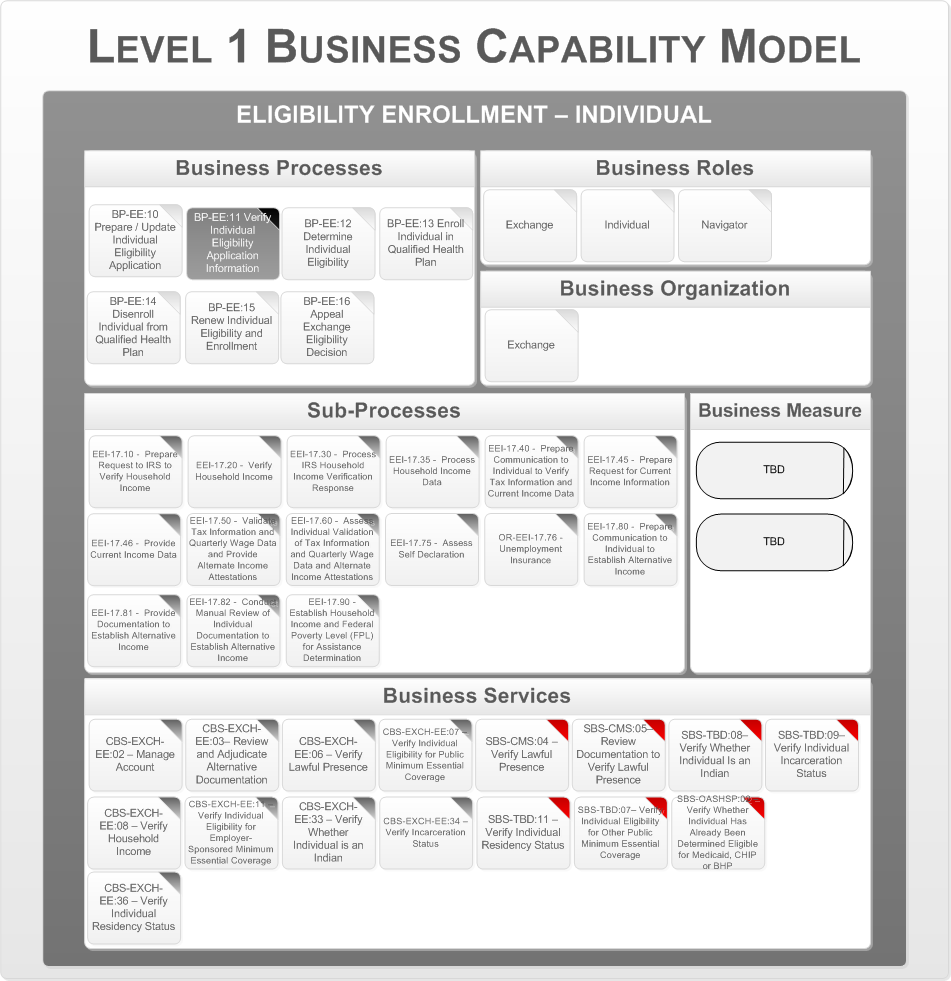 LEVEL 1 BUSINESS CAPABILITY MODEL
ELIGIBILITY ENROLLMENT – INDIVIDUAL
Business Processes
BP-EE:10
Prepare / Update
Individual
Eligibility
Application
BP-EE:11 Verify
Individual
Eligibility
Application
Information
BP-EE:12
Determine
Individual
Eligibility
BP-EE:13 Enroll
Individual in
Qualified Health
Plan
BP-EE:14
Disenroll
Individual from
Qualified Health
Plan
BP-EE:15
Renew Individual
Eligibility and
Enrollment
BP-EE:16
Appeal
Exchange
Eligibility
Decision
Business Roles
Exchange
Individual
Navigator
Business Organization
Exchange
Sub-Processes
EEI-17.10 - Prepare
Request to IRS to
Verify Household
Income
EEI-17.20 - Verify
Household Income
EEI-17.30 - Process
IRS Household
Income Verification
Response
EEI-17.35 - Process
Household Income
Data
EEI-17.40 - Prepare
Communication to
Individual to Verify
Tax Information and
Current Income Data
EEI-17.45 - Prepare
Request for Current
Income Information
EEI-17.46 - Provide
Current Income Data
EEI-17.50 - Validate
Tax Information and
Quarterly Wage Data
and Provide
Alternate Income
Attestations
EEI-17.60 - Assess
Individual Validation
of Tax Information
and Quarterly Wage
Data and Alternate
Income Attestations
EEI-17.75 - Assess
Self Declaration
OR-EEI-17.76 -
Unemployment
Insurance
EEI-17.80 - Prepare
Communication to
Individual to
Establish Alternative
Income
EEI-17.81 - Provide
Documentation to
Establish Alternative
Income
EEI-17.82 - Conduct
Manual Review of
Individual
Documentation to
Establish Alternative
Income
EEI-17.90 -
Establish Household
Income and Federal
Poverty Level (FPL)
for Assistance
Determination
Business Measure
TBD
TBD
Business Services
CBS-EXCH-
EE:02 – Manage
Account
CBS-EXCH-
EE:03– Review
and Adjudicate
Alternative
Documentation
CBS-EXCH-
EE:06 – Verify
Lawful Presence
CBS-EXCH-EE:07 –
Verify Individual
Eligibility for Public
Minimum Essential
Coverage
SBS-CMS:04 –
Verify Lawful
Presence
SBS-CMS:05–
Review
Documentation to
Verify Lawful
Presence
SBS-TBD:08–
Verify Whether
Individual Is an
Indian
SBS-TBD:09–
Verify Individual
Incarceration
Status
CBS-EXCH-
EE:08 – Verify
Household
Income
CBS-EXCH-EE:11 –
Verify Individual
Eligibility for
Employer-
Sponsored Minimum
Essential Coverage
CBS-EXCH-
EE:33 – Verify
Whether
Individual is an
Indian
CBS-EXCH-EE:34 –
Verify Incarceration
Status
SBS-TBD:11 –
Verify Individual
Residency Status
SBS-TBD:07– Verify
Individual Eligibility
for Other Public
Minimum Essential
Coverage
Verify Whether
Individual Has
Already Been
Determined Eligible
for Medicaid, CHIP
or BHP
CBS-EXCH-
EE:36 – Verify
Individual
Residency Status